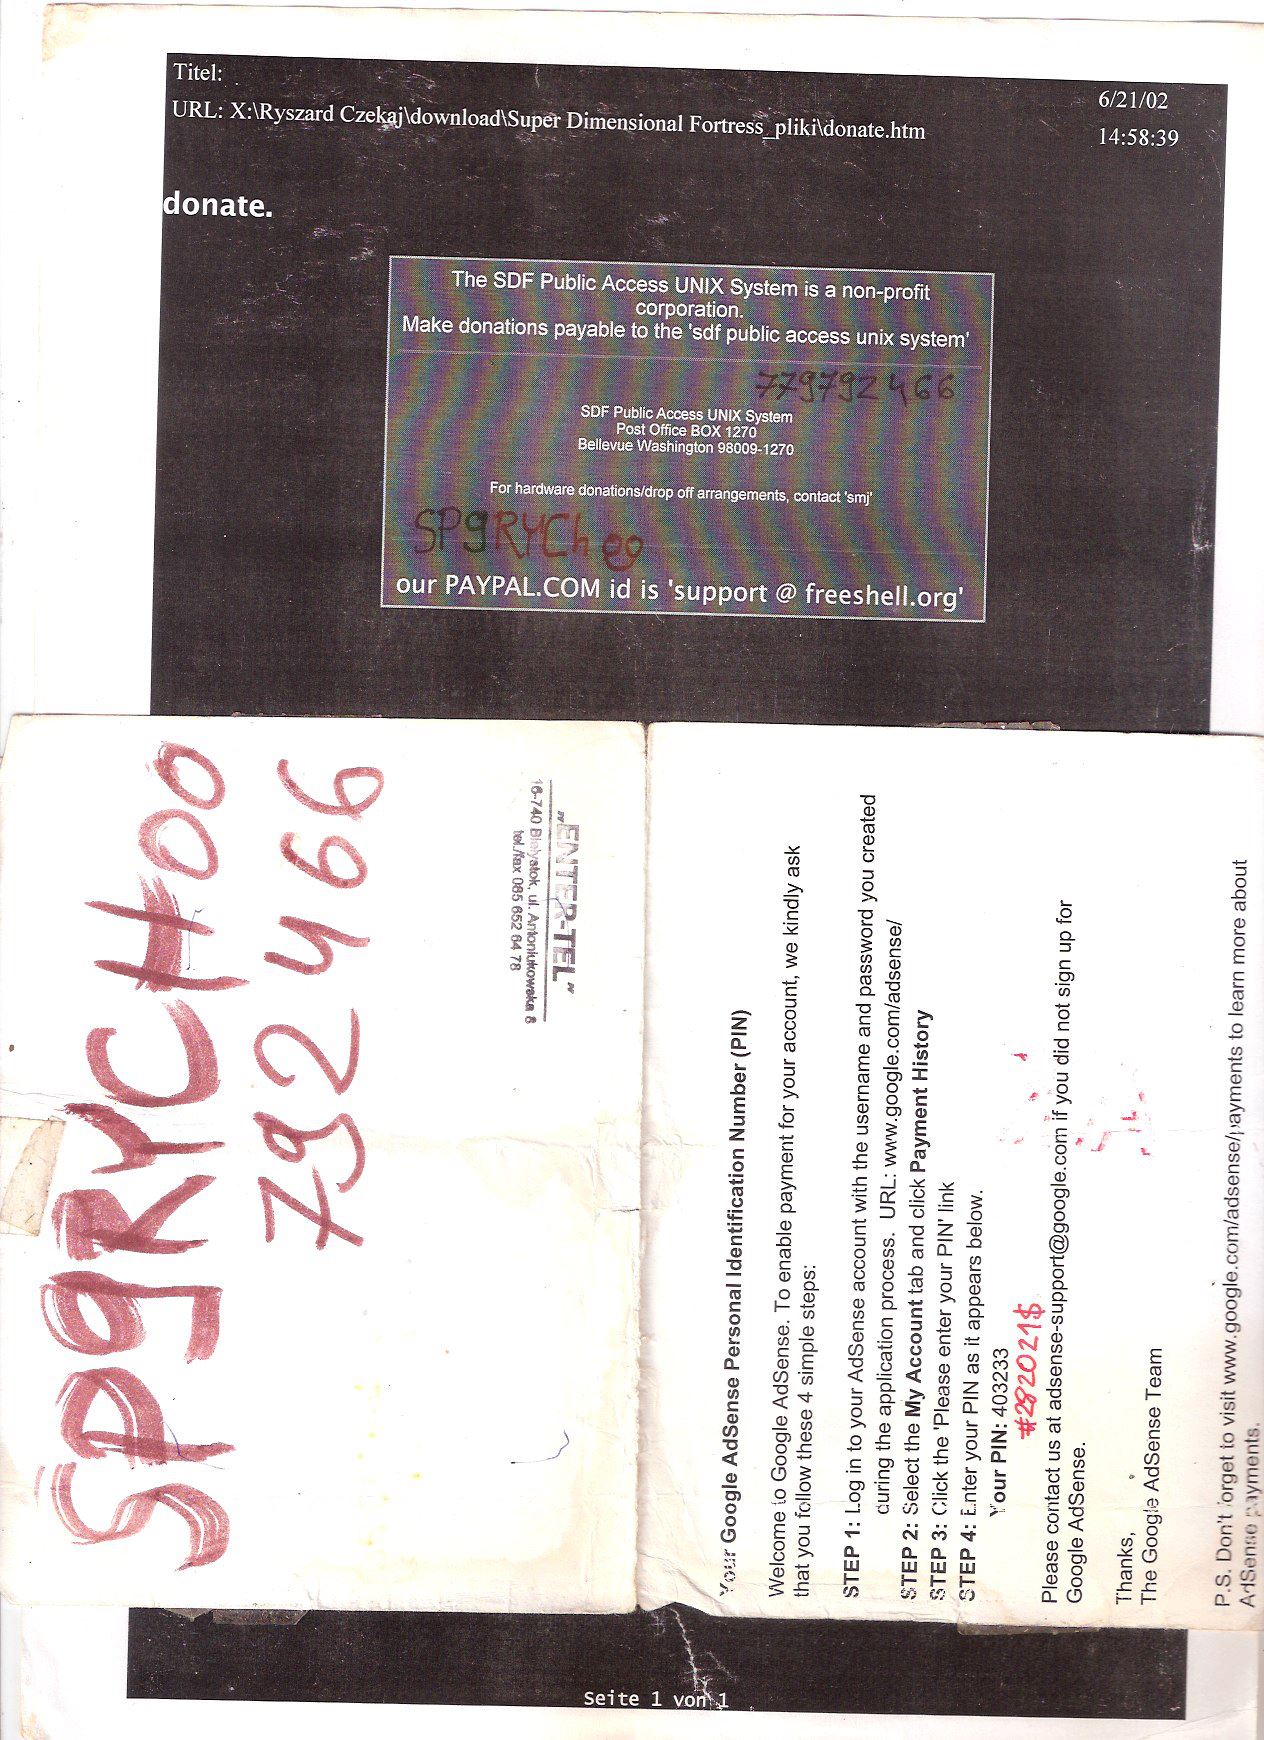 Titel:
6/21/02
URL: X:\Ryszard Czekaj\download\Super Dimensional Fortress_pliki\donate.htm
14:58:39
donate.
The SDF Public Access UNIX System is a non-profit
corporation.
Make donations payable to the 'sdf public access unix system'
779792466
SDF Public Access UNIX System
Post Office BOX 1270
Bellevue Washington 98009-1270
For hardware donations/drop off arrangements, contact 'smj'
SP9RYCh oo
our PAYPAL.COM id is 'support @ freeshell.org'
SP9RYCHOO
792466
„ENTER-TEL"
16-740 Białystok, ul. Antoniukowska 8
tel./fax 085 652 64 78
Your Google AdSense Personal Identification Number (PIN)
Welcome to Google AdSense. To enable payment for your account, we kindly ask
that you follow these 4 simple steps:
STEP 1: Log in to your AdSense account with the username and password you created
during the application process. URL: www.google.com/adsense/
STEP 2: Select the My Account tab and click Payment History
STEP 3: Click the 'Please enter your PIN' link
STEP 4: Enter your PIN as it appears below.
Your PIN: 403233
#282021$
Please contact us at adsense-support@google.com if you did not sign up for
Google AdSense.
Thanks,
The Google AdSense Team
P.S. Don't forget to visit www.google.com/adsense/payments to learn more about
AdSense payments.
Seite 1 von 1